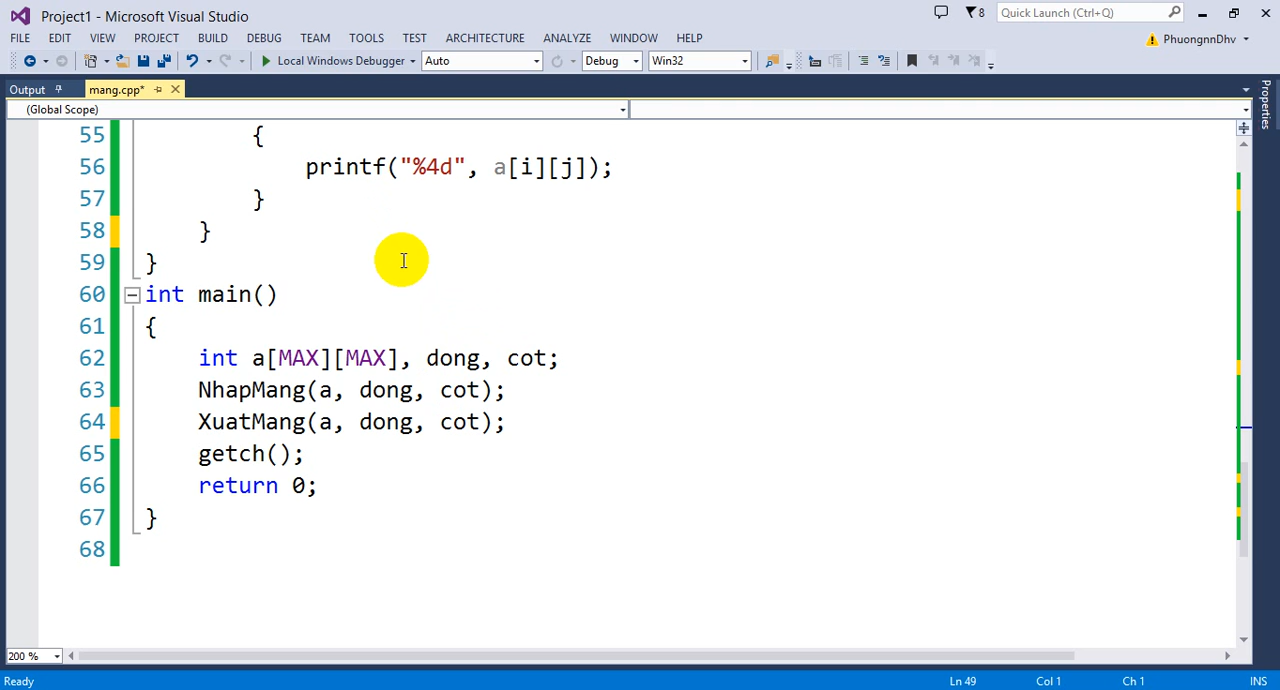 Project1 - Microsoft Visual Studio
8
Quick Launch (Ctrl+Q)
FILE EDIT VIEW PROJECT BUILD DEBUG TEAM TOOLS TEST ARCHITECTURE ANALYZE WINDOW HELP
PhuongnnDhv
Local Windows Debugger Auto Debug Win32
Output mang.cpp*
Properties
(Global Scope)
55 {
56 printf("%4d", a[i][j]);
57 }
58 }
59 }
60 int main()
61 {
62 int a[MAX][MAX], dong, cot;
63 NhapMang(a, dong, cot);
64 XuatMang(a, dong, cot);
65 getch();
66 return 0;
67 }
68
200 %
Ready Ln 49 Col 1 Ch 1 INS